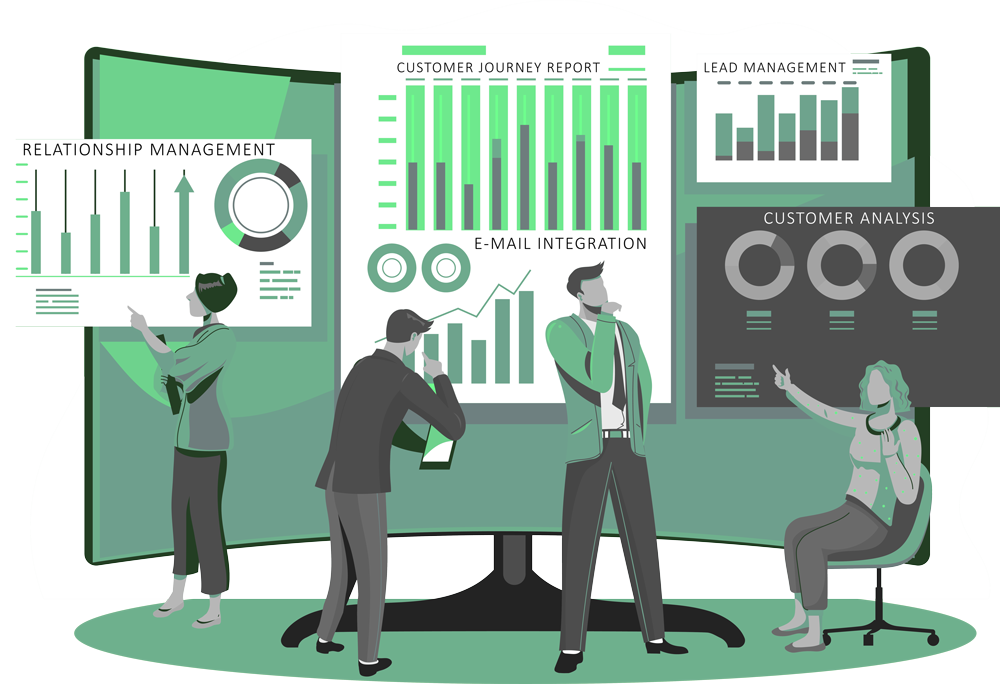 CUSTOMER JOURNEY REPORT
LEAD MANAGEMENT
RELATIONSHIP MANAGEMENT
CUSTOMER ANALYSIS
E-MAIL INTEGRATION